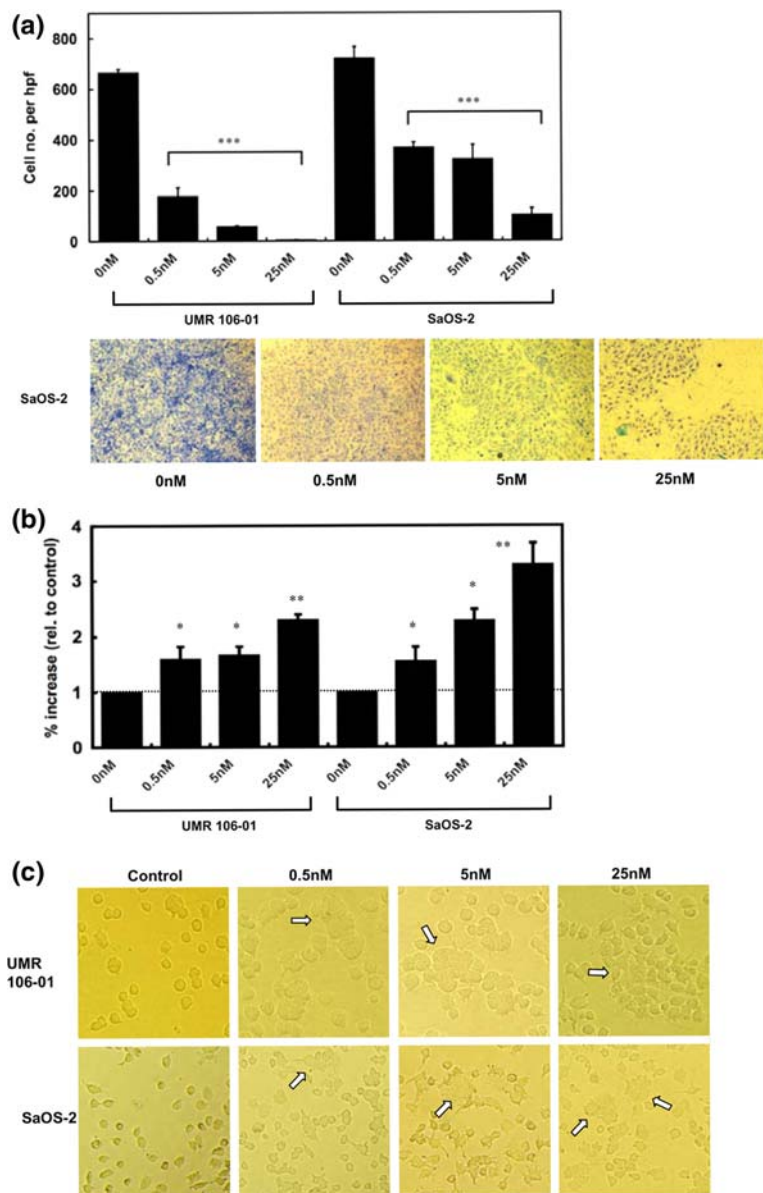 (a)
Cell no. per hpf
800
600
400
200
0
***
***
0nM
0.5nM
5nM
25nM
0nM
0.5nM
5nM
25nM
UMR 106-01
SaOS-2
SaOS-2
0nM
0.5nM
5nM
25nM
(b)
% increase (rel. to control)
4
3
2
1
0
*
*
**
*
*
**
0nM
0.5nM
5nM
25nM
0nM
0.5nM
5nM
25nM
UMR 106-01
SaOS-2
(c)
Control
0.5nM
5nM
25nM
UMR
106-01
SaOS-2